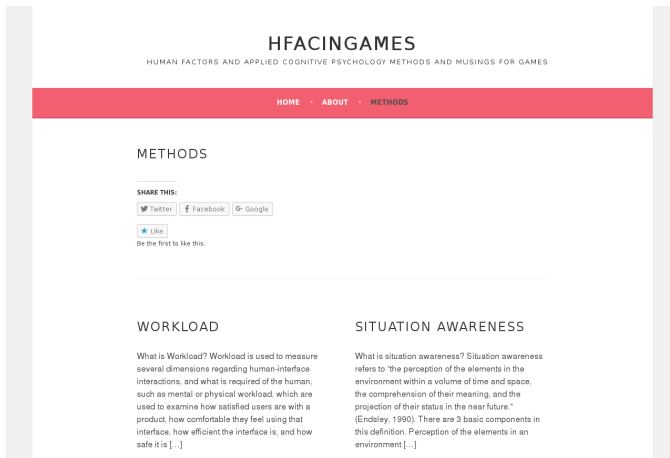 HFACINGAMES
HUMAN FACTORS AND APPLIED COGNITIVE PSYCHOLOGY METHODS AND MUSINGS FOR GAMES
HOME • ABOUT • METHODS
METHODS
SHARE THIS:
Twitter Facebook Google
Like
Be the first to like this.
WORKLOAD
What is Workload? Workload is used to measure
several dimensions regarding human-interface
interactions, and what is required of the human,
such as mental or physical workload, which are
used to examine how satisfied users are with a
product, how comfortable they feel using that
interface, how efficient the interface is, and how
safe it is […]
SITUATION AWARENESS
What is situation awareness? Situation awareness
refers to “the perception of the elements in the
environment within a volume of time and space,
the comprehension of their meaning, and the
projection of their status in the near future.”
(Endsley, 1990). There are 3 basic components in
this definition. Perception of the elements in an
environment […]